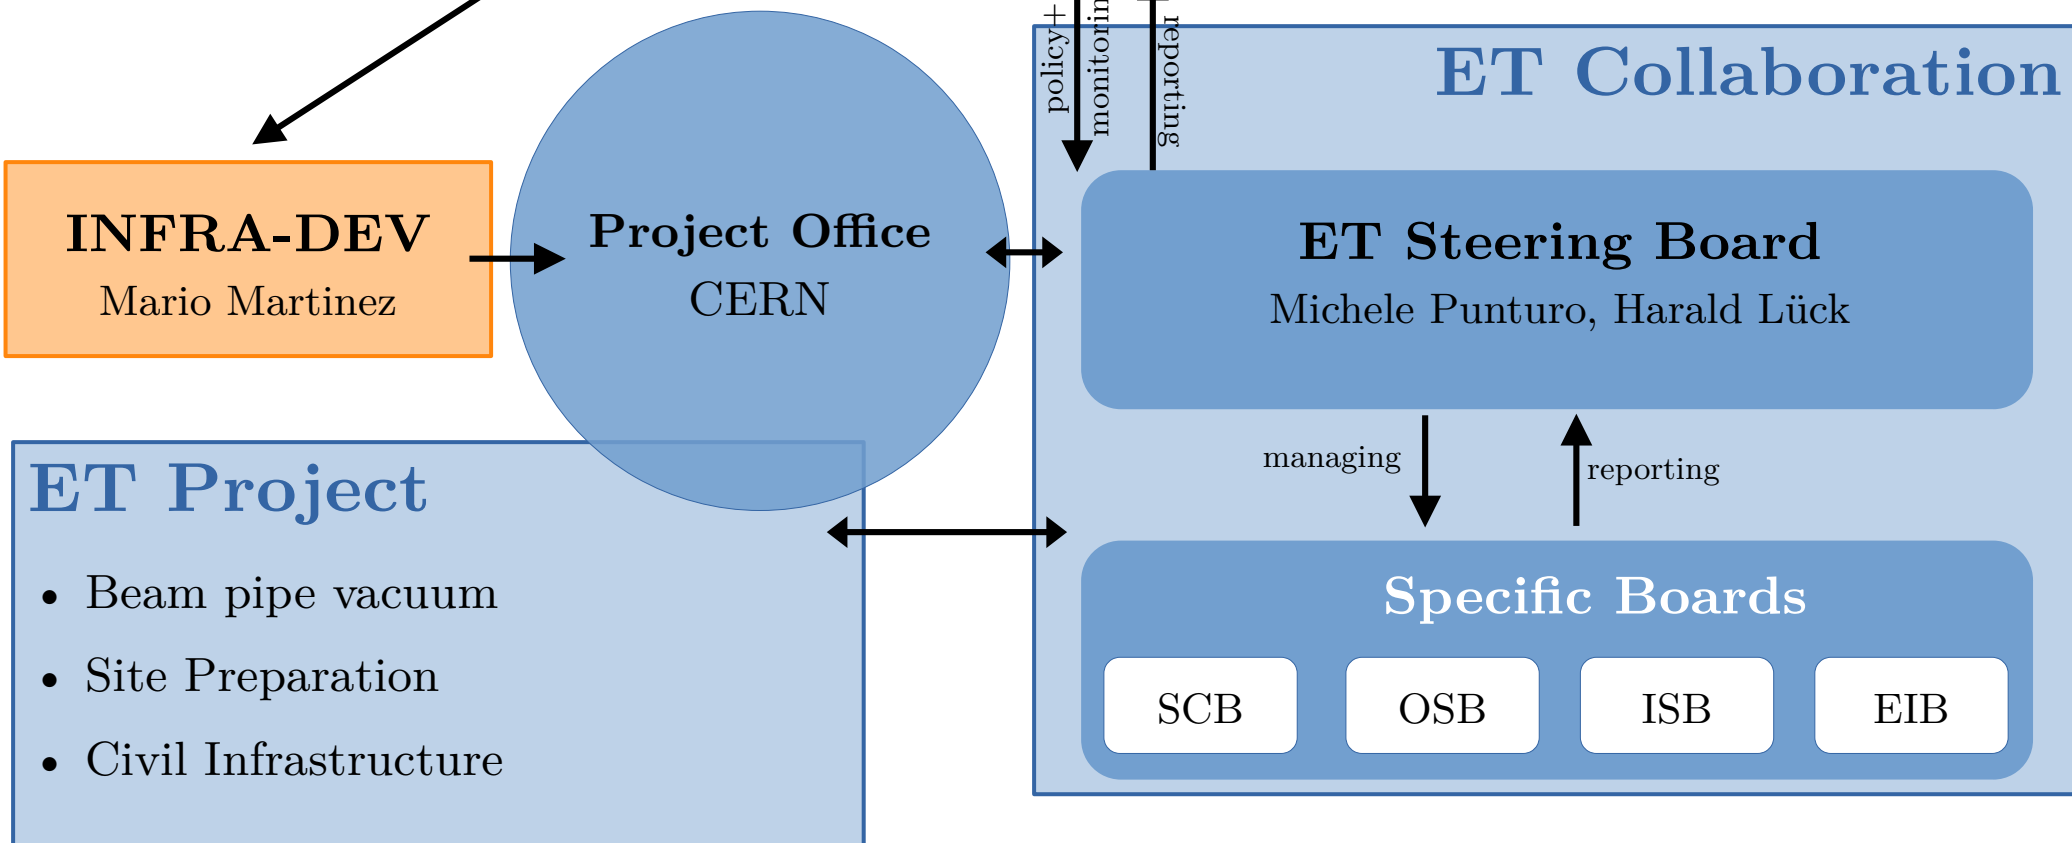 policy+
monitorin
reporting
ET Collaboration
INFRA-DEV
Mario Martinez
Project Office
CERN
ET Steering Board
Michele Punturo, Harald Lück
managing
reporting
ET Project
• Beam pipe vacuum
• Site Preparation
• Civil Infrastructure
Specific Boards
SCB OSB ISB EIB